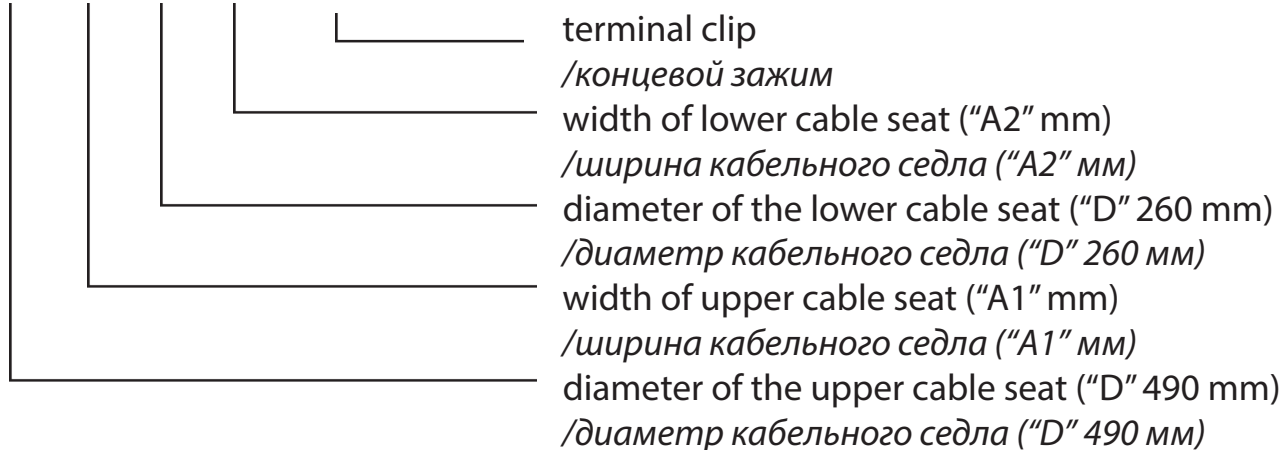 terminal clip
/концевой зажим
width of lower cable seat (“A2” mm)
/ширина кабельного седла (“A2” мм)
diameter of the lower cable seat (“D” 260 mm)
/диаметр кабельного седла (“D” 260 мм)
width of upper cable seat (“A1” mm)
/ширина кабельного седла (“A1” мм)
diameter of the upper cable seat (“D” 490 mm)
/диаметр кабельного седла (“D” 490 мм)